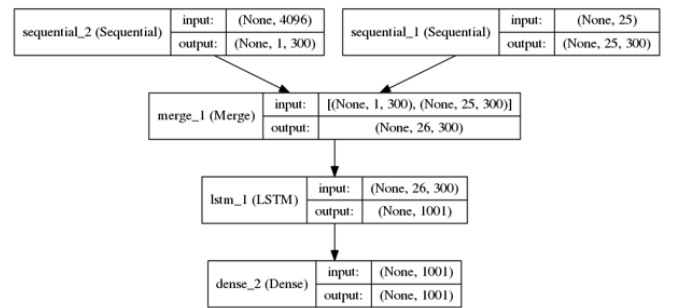 sequential_2 (Sequential) input: (None, 4096)
output: (None, 1, 300)
sequential_1 (Sequential) input: (None, 25)
output: (None, 25, 300)
merge_1 (Merge) input: [(None, 1, 300), (None, 25, 300)]
output: (None, 26, 300)
lstm_1 (LSTM) input: (None, 26, 300)
output: (None, 1001)
dense_2 (Dense) input: (None, 1001)
output: (None, 1001)